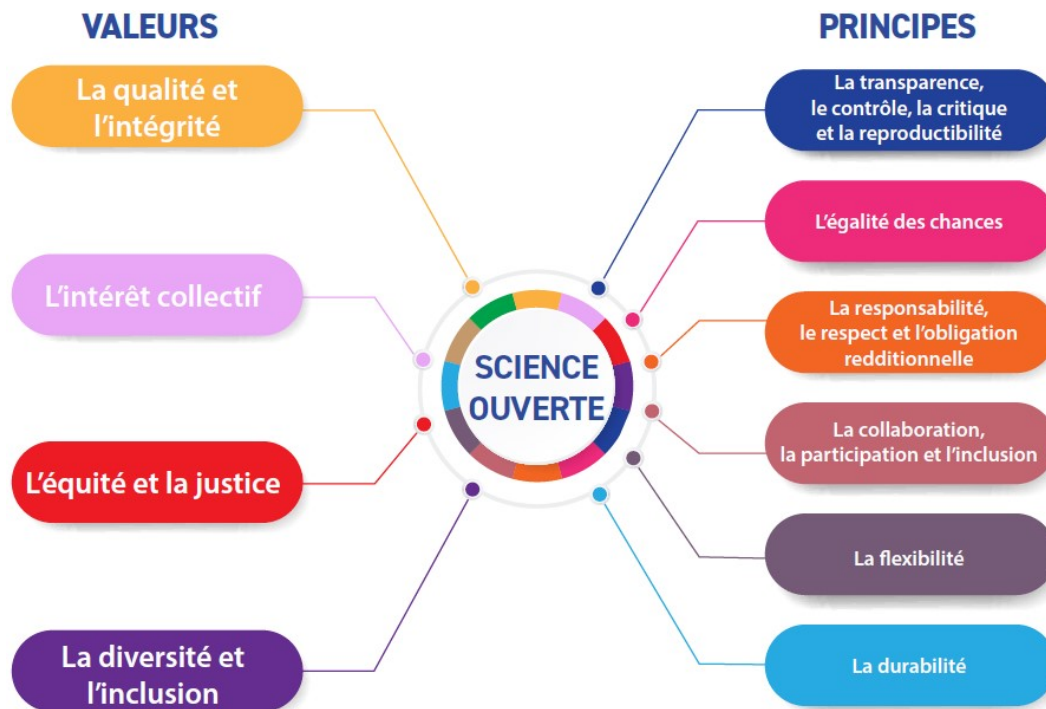 VALEURS
La qualité et
l'intégrité
L'intérêt collectif
L'équité et la justice
La diversité et
l'inclusion
SCIENCE
OUVERTE
PRINCIPES
La transparence,
le contrôle, la critique
et la reproductibilité
L'égalité des chances
La responsabilité,
le respect et l'obligation
redditionnelle
La collaboration,
la participation et l'inclusion
La flexibilité
La durabilité